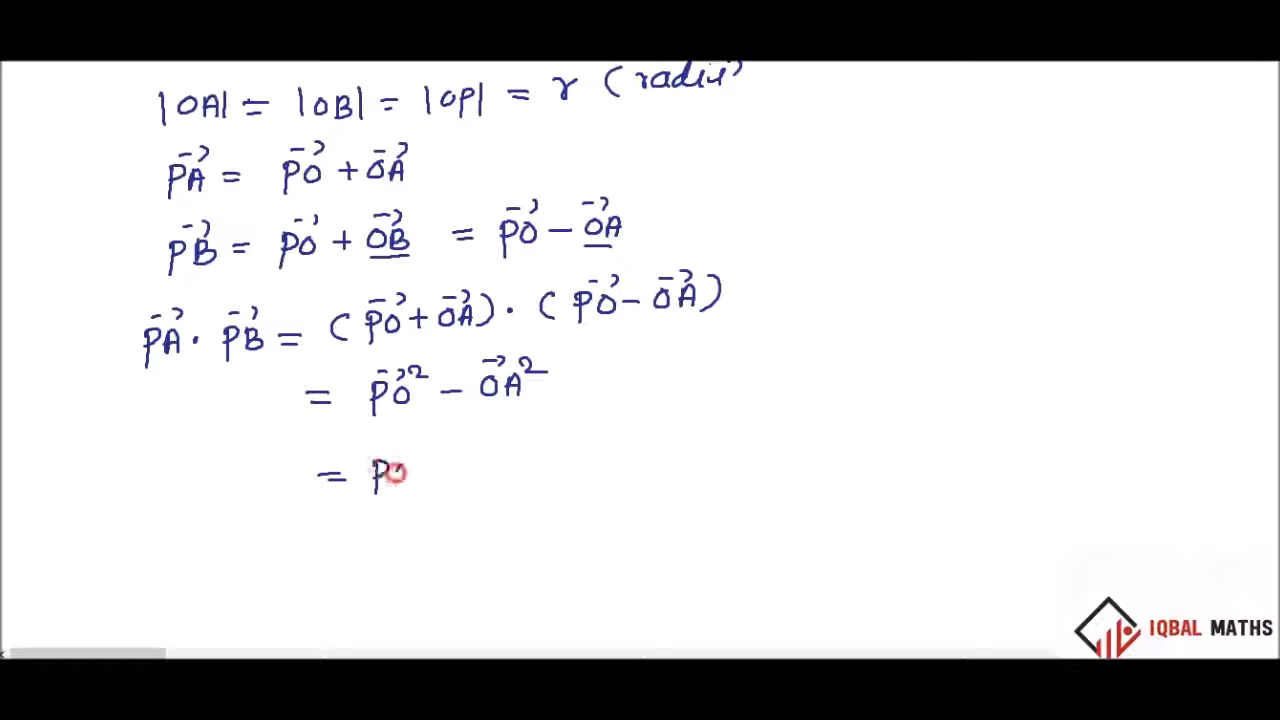 |OA| = |OB| = |OP| = r (radius)
PA⃗ = PO⃗ + OA⃗
PB⃗ = PO⃗ + OB⃗ = PO⃗ - OA⃗
PA⃗ · PB⃗ = (PO⃗ + OA⃗) · (PO⃗ - OA⃗)
= PO⃗² - OA⃗²
= PO
IQBAL MATHS